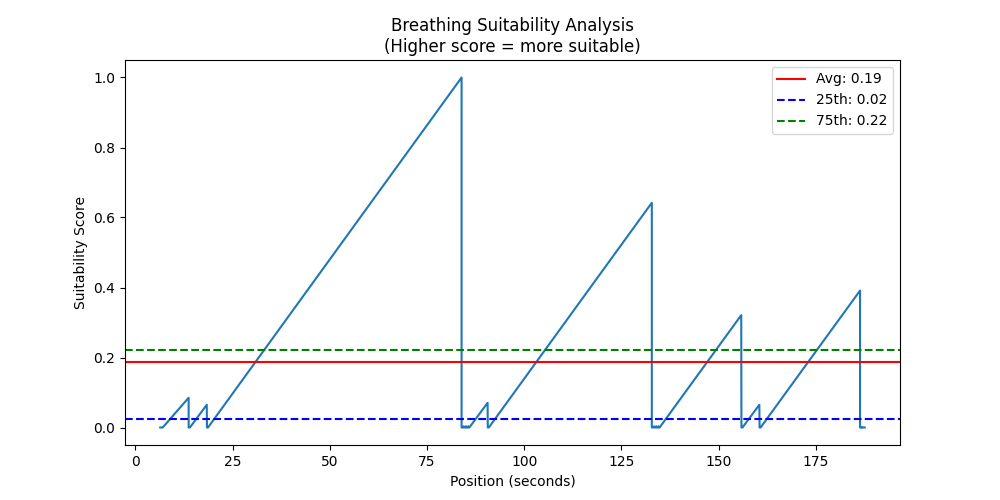 Breathing Suitability Analysis
(Higher score = more suitable)
Avg: 0.19
25th: 0.02
75th: 0.22
Suitability Score
1.0
0.8
0.6
0.4
0.2
0.0
0 25 50 75 100 125 150 175
Position (seconds)